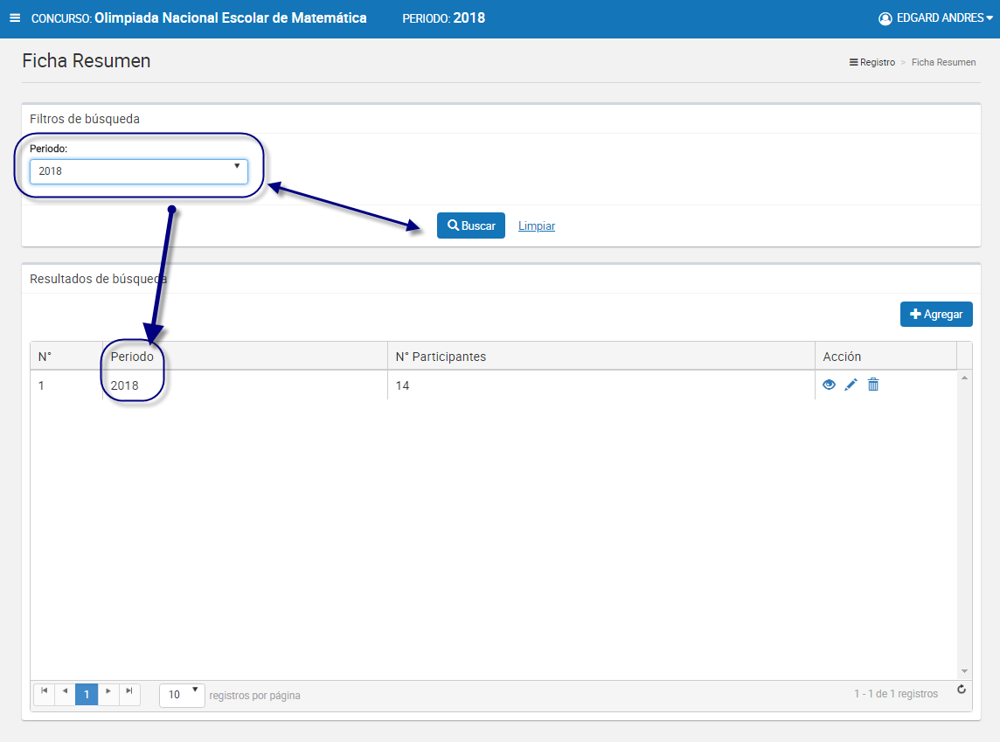 CONCURSO: Olimpiada Nacional Escolar de Matemática PERIODO: 2018 EDGARD ANDRES
Ficha Resumen
Registro > Ficha Resumen
Filtros de búsqueda
Periodo:
2018
Buscar Limpiar
Resultados de búsqueda
Agregar
N° Periodo N° Participantes Acción
1 2018 14
1 10 registros por página 1 - 1 de 1 registros